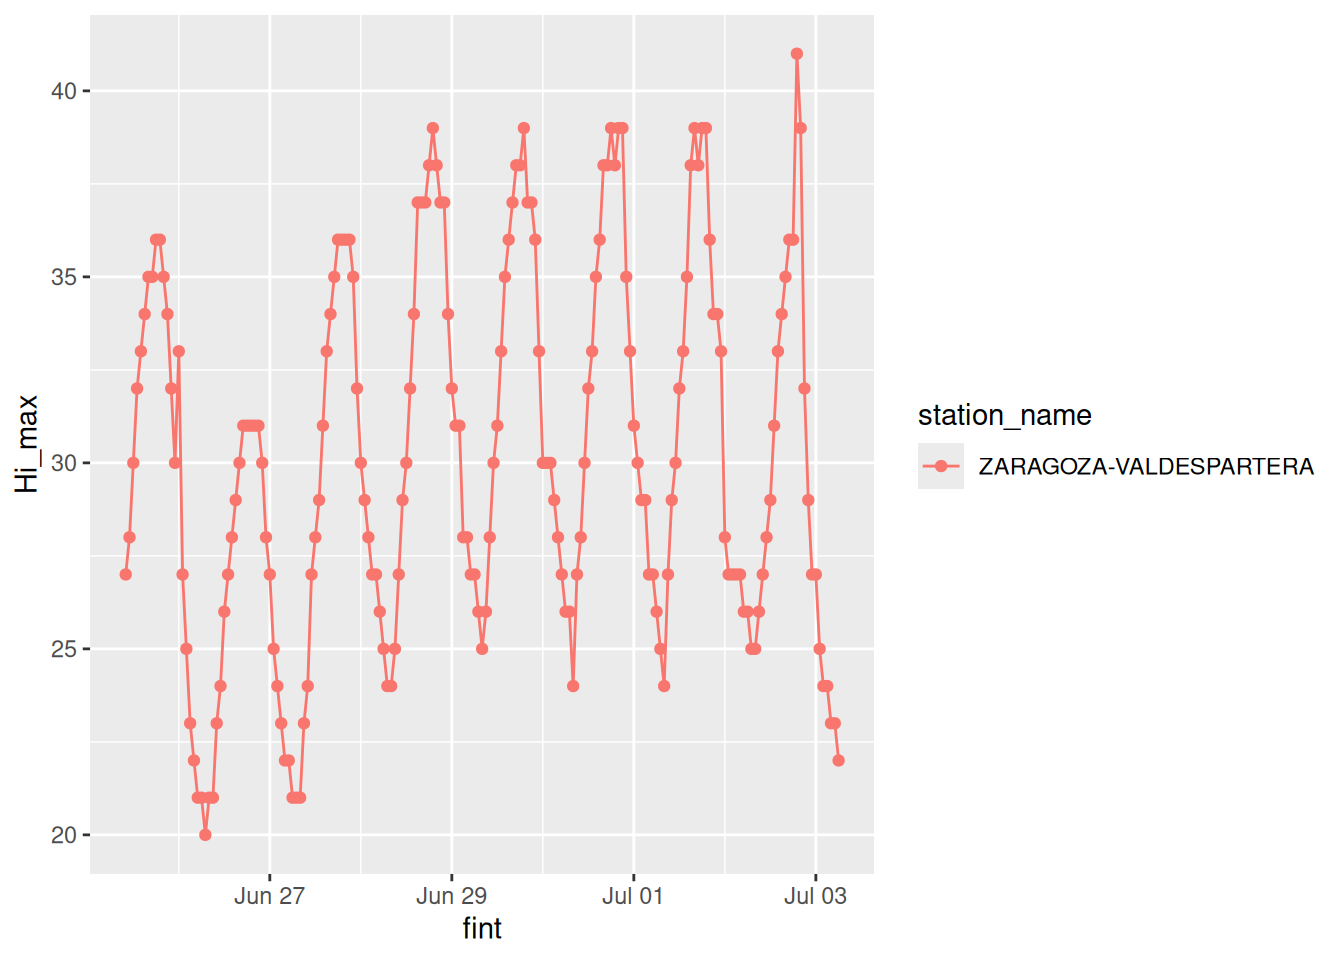 40
35
30
25
20
Hi_max
Jun 27
Jun 29
Jul 01
Jul 03
fint
station_name
ZARAGOZA-VALDESPARTERA